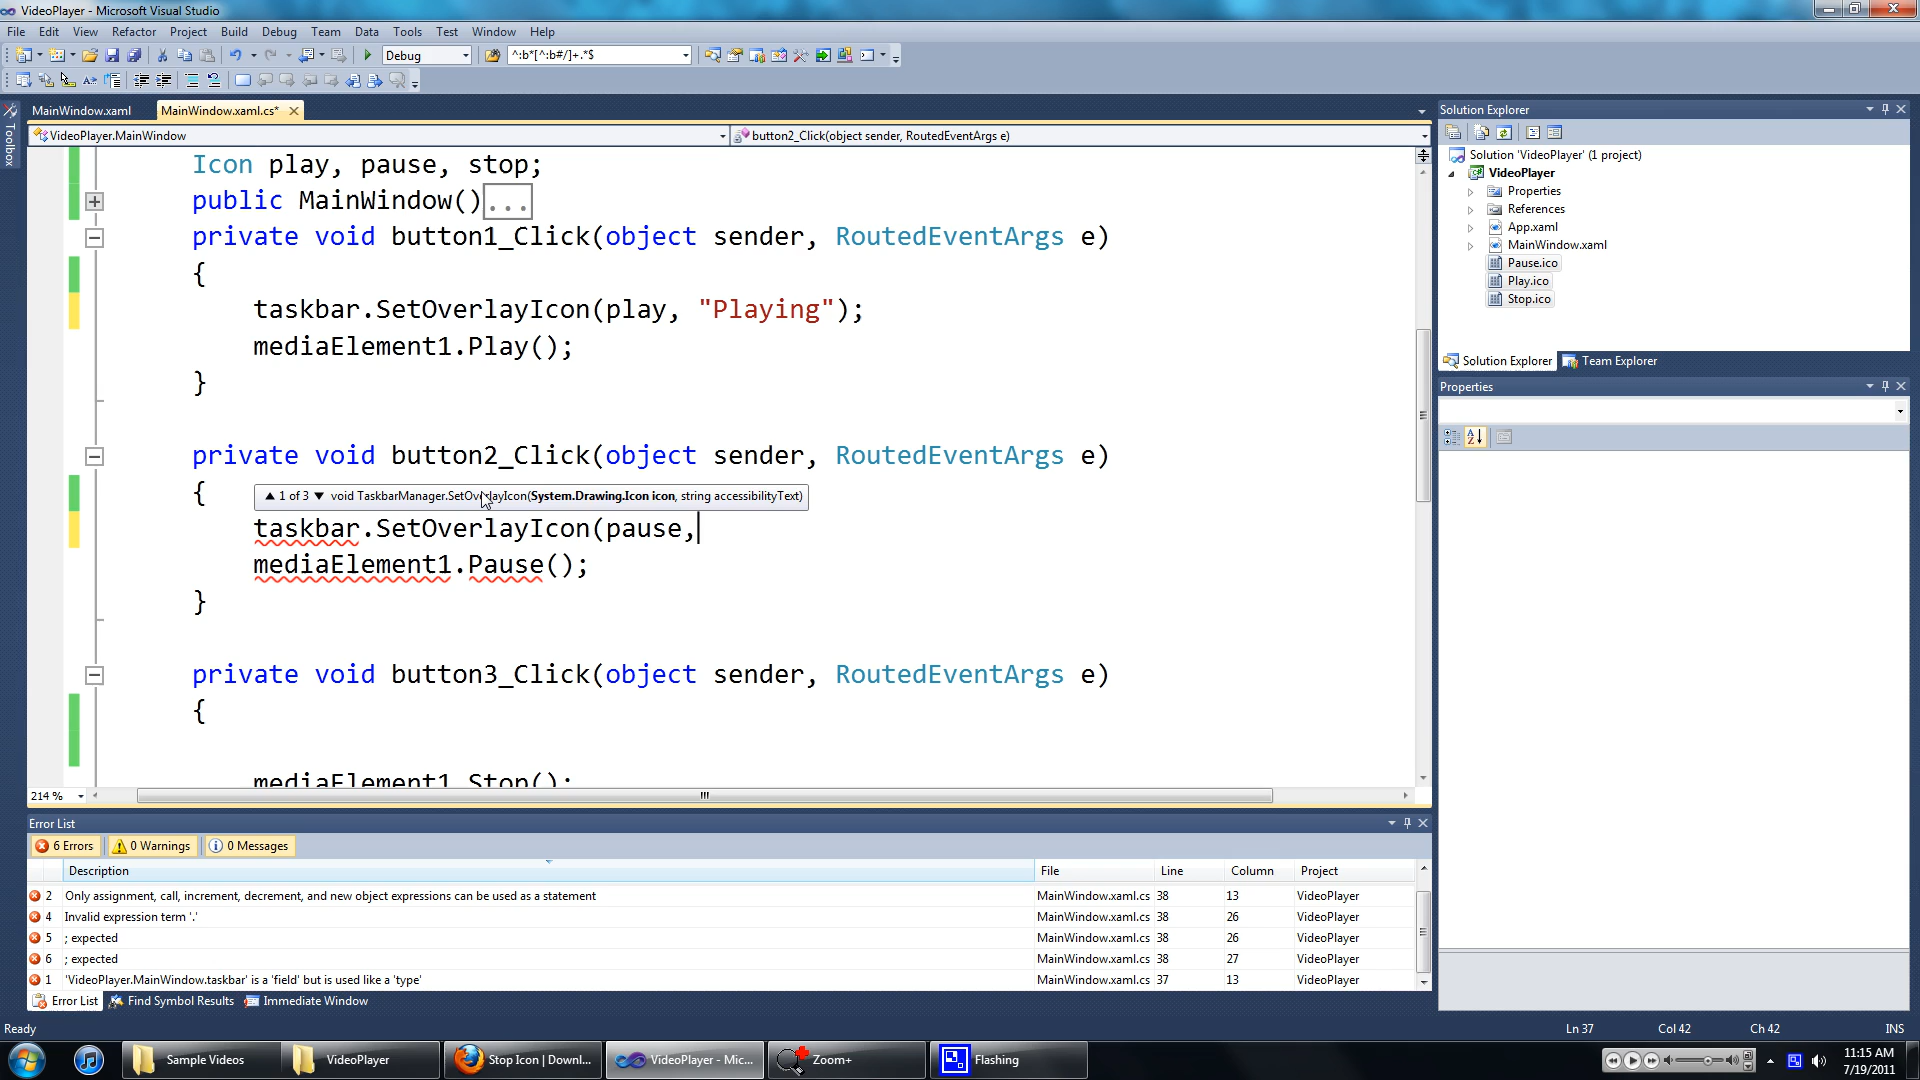 VideoPlayer - Microsoft Visual Studio
File Edit View Refactor Project Build Debug Team Data Tools Test Window Help
Debug ^:b*[^:b#/]+.*$
Toolbox
MainWindow.xaml MainWindow.xaml.cs*
VideoPlayer.MainWindow button2_Click(object sender, RoutedEventArgs e)
Icon play, pause, stop;
public MainWindow()...
private void button1_Click(object sender, RoutedEventArgs e)
{
taskbar.SetOverlayIcon(play, "Playing");
mediaElement1.Play();
}
private void button2_Click(object sender, RoutedEventArgs e)
{
1 of 3 void TaskbarManager.SetOverlayIcon(System.Drawing.Icon icon, string accessibilityText)
taskbar.SetOverlayIcon(pause,
mediaElement1.Pause();
}
private void button3_Click(object sender, RoutedEventArgs e)
{
mediaElement1.Stop();
214 %
Solution Explorer
Solution 'VideoPlayer' (1 project)
VideoPlayer
Properties
References
App.xaml
MainWindow.xaml
Pause.ico
Play.ico
Stop.ico
Solution Explorer Team Explorer
Properties
Error List
6 Errors 0 Warnings 0 Messages
Description File Line Column Project
2 Only assignment, call, increment, decrement, and new object expressions can be used as a statement MainWindow.xaml.cs 38 13 VideoPlayer
4 Invalid expression term '.' MainWindow.xaml.cs 38 26 VideoPlayer
5 ; expected MainWindow.xaml.cs 38 26 VideoPlayer
6 ; expected MainWindow.xaml.cs 38 27 VideoPlayer
1 'VideoPlayer.MainWindow.taskbar' is a 'field' but is used like a 'type' MainWindow.xaml.cs 37 13 VideoPlayer
Error List Find Symbol Results Immediate Window
Ready Ln 37 Col 42 Ch 42 INS
Sample Videos VideoPlayer Stop Icon | Downl... VideoPlayer - Mic... Zoom+ Flashing
11:15 AM
7/19/2011